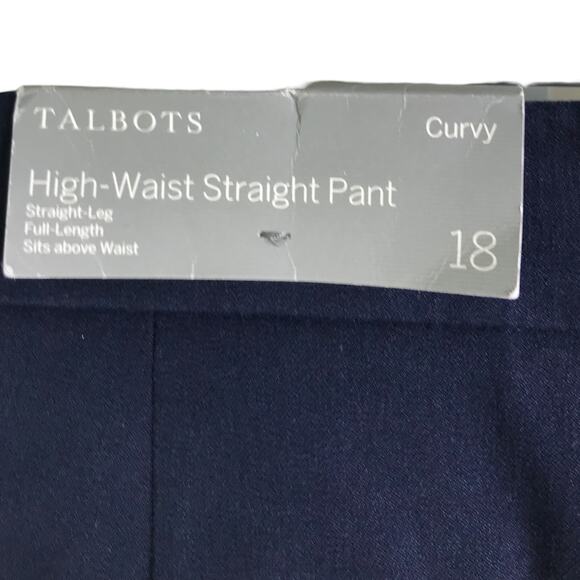 TALBOTS
Curvy
High-Waist Straight Pant
Straight-Leg
Full-Length
Sits above Waist
18